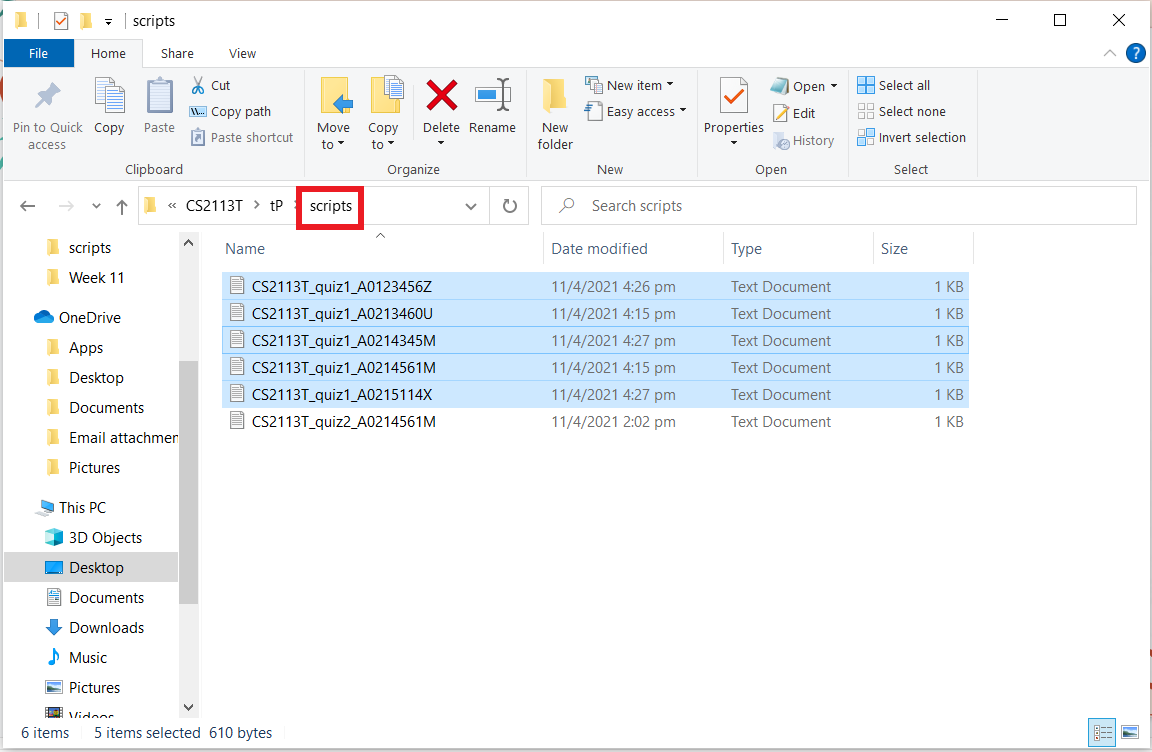 scripts
File Home Share View
Pin to Quick access
Copy
Paste
Cut
Copy path
Paste shortcut
Clipboard
Move to
Copy to
Delete
Rename
Organize
New folder
New item
Easy access
New
Properties
Open
Edit
History
Open
Select all
Select none
Invert selection
Select
« CS2113T > tP > scripts
Search scripts
scripts
Week 11
OneDrive
Apps
Desktop
Documents
Email attachmen
Pictures
This PC
3D Objects
Desktop
Documents
Downloads
Music
Pictures
Videos
Name Date modified Type Size
CS2113T_quiz1_A0123456Z 11/4/2021 4:26 pm Text Document 1 KB
CS2113T_quiz1_A0213460U 11/4/2021 4:15 pm Text Document 1 KB
CS2113T_quiz1_A0214345M 11/4/2021 4:27 pm Text Document 1 KB
CS2113T_quiz1_A0214561M 11/4/2021 4:15 pm Text Document 1 KB
CS2113T_quiz1_A0215114X 11/4/2021 4:27 pm Text Document 1 KB
CS2113T_quiz2_A0214561M 11/4/2021 2:02 pm Text Document 1 KB
6 items 5 items selected 610 bytes